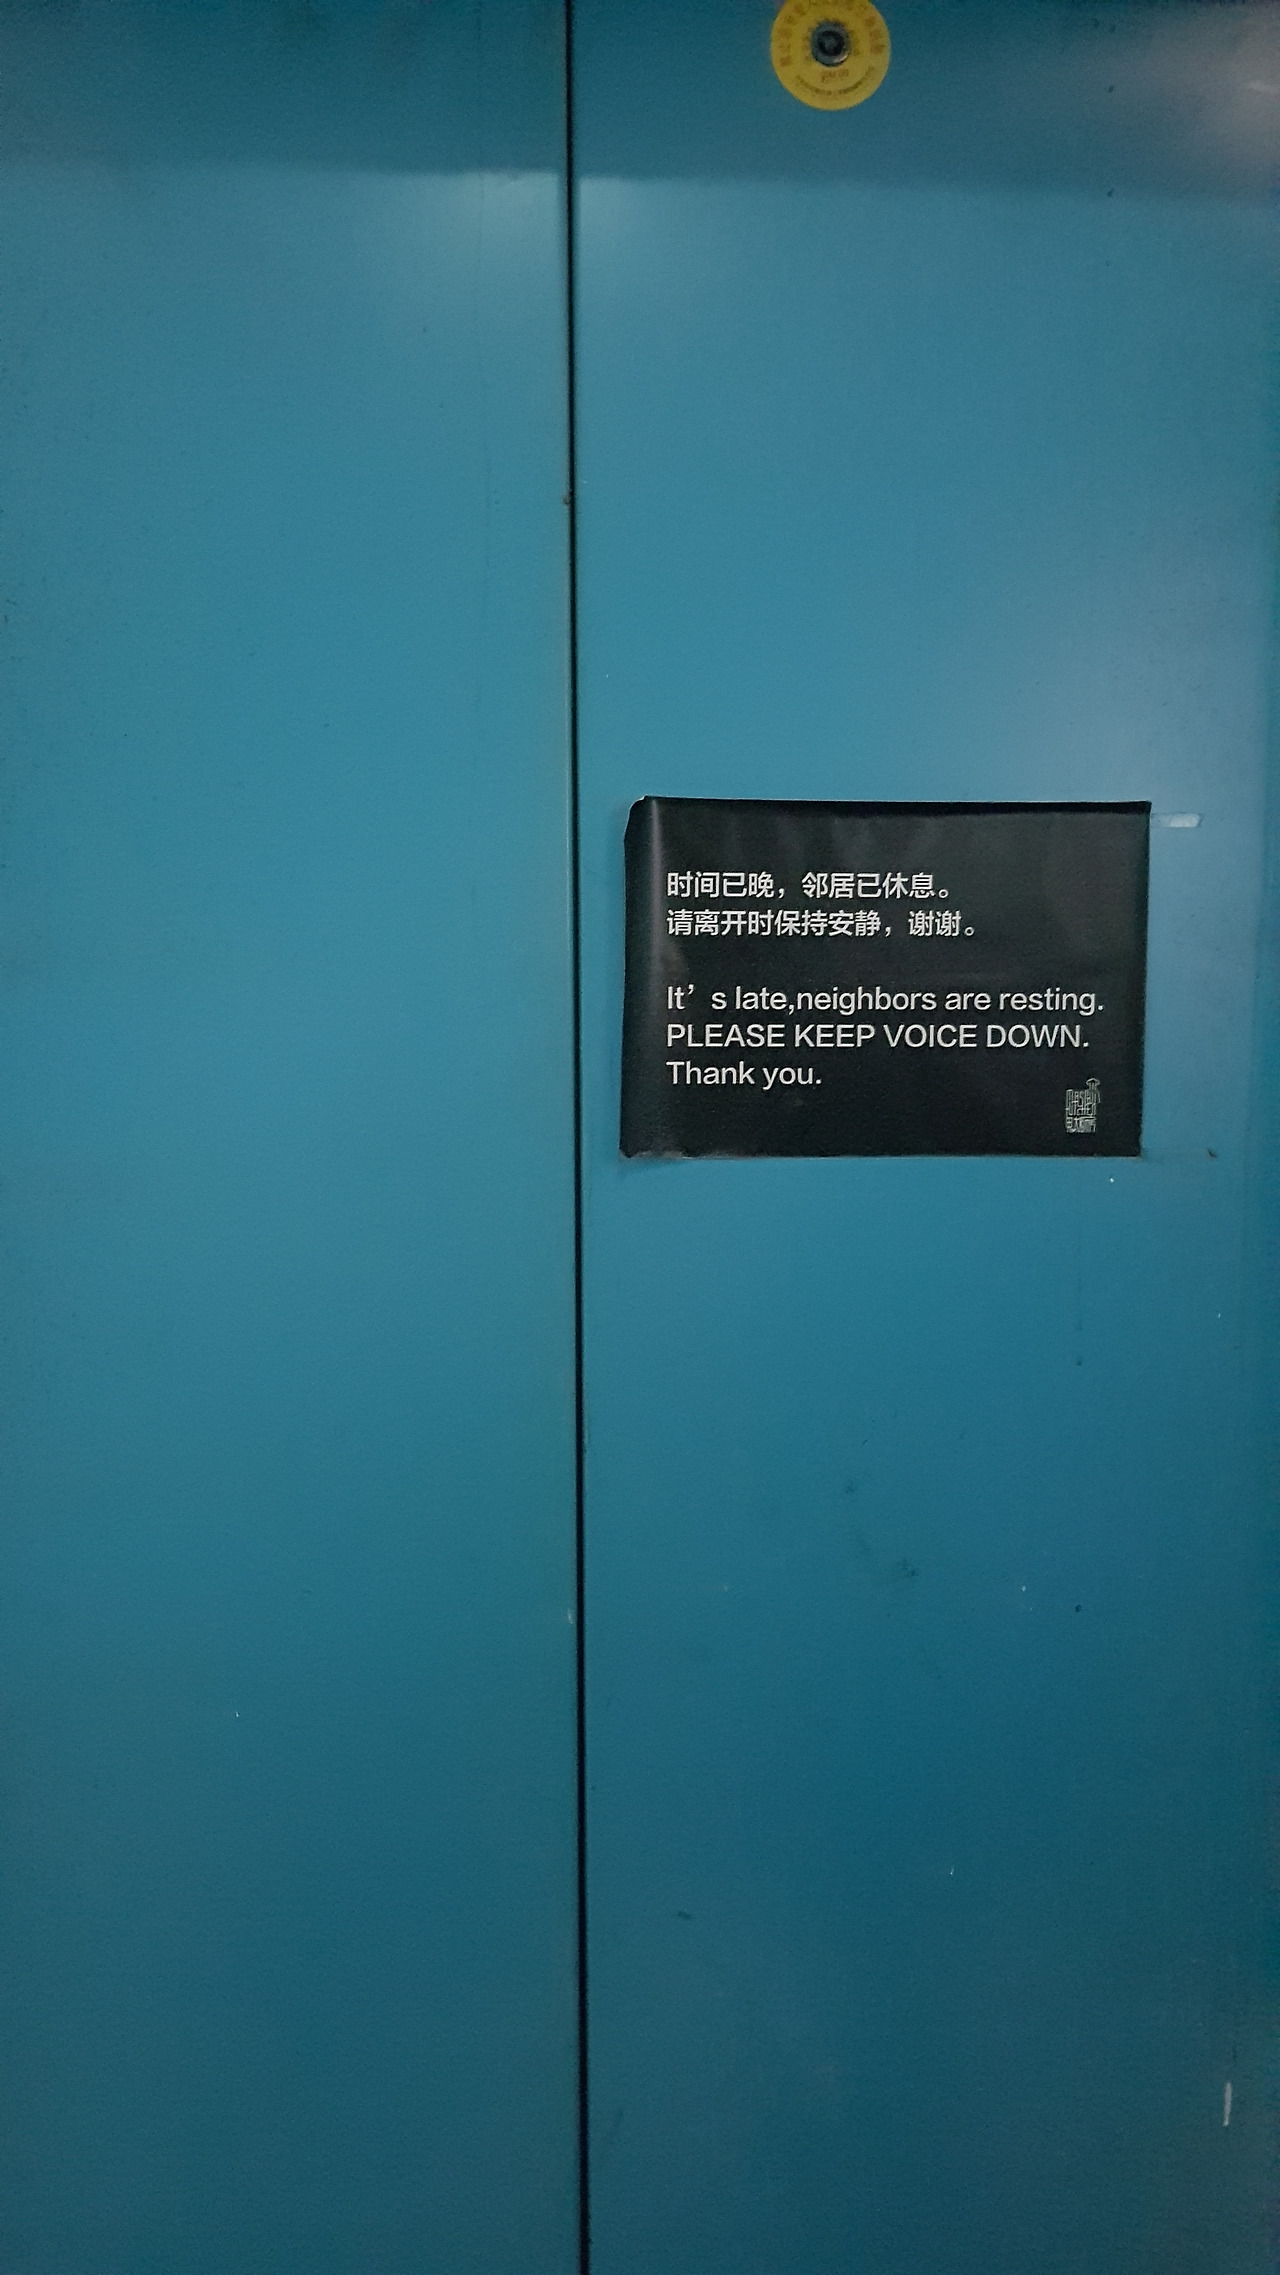 时间已晚，邻居已休息。
请离开时保持安静，谢谢。
It’s late,neighbors are resting.
PLEASE KEEP VOICE DOWN.
Thank you.